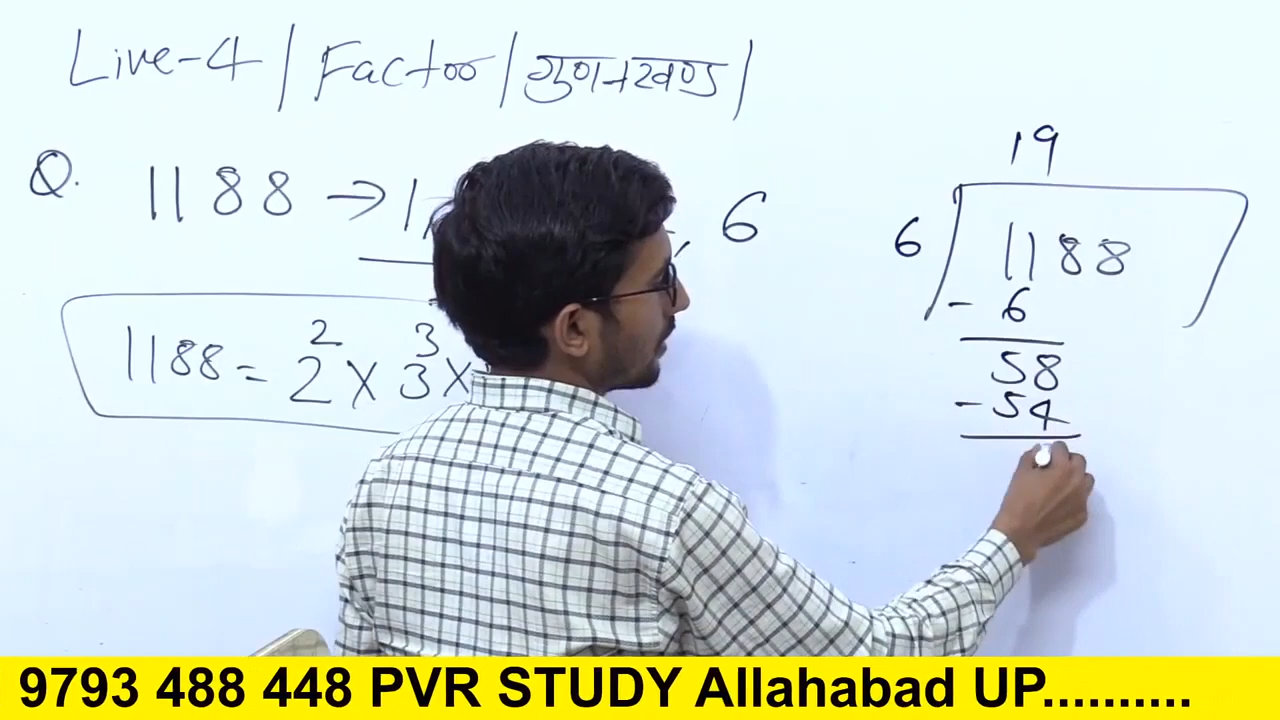 Live-4 / Factor / गुणनखण्ड /
Q. 1188 → 1, 6
1188 = 2² × 3³ ×
19
6 1188
- 6
58
- 54
9793 488 448 PVR STUDY Allahabad UP..........